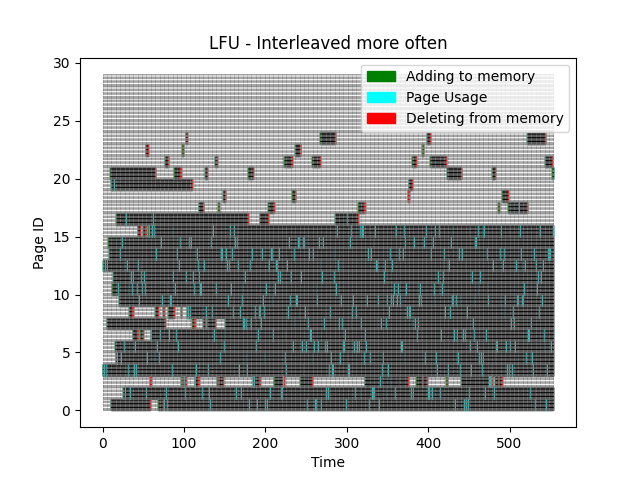 LFU - Interleaved more often
Adding to memory
Page Usage
Deleting from memory
30
25
20
15
10
5
0
Page ID
0 100 200 300 400 500
Time